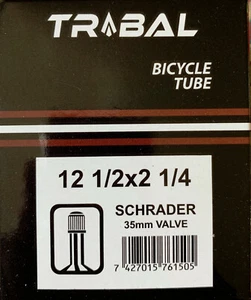 TRIBAL
BICYCLE
TUBE
12 1/2x2 1/4
SCHRADER
35mm VALVE
7 427015 761505